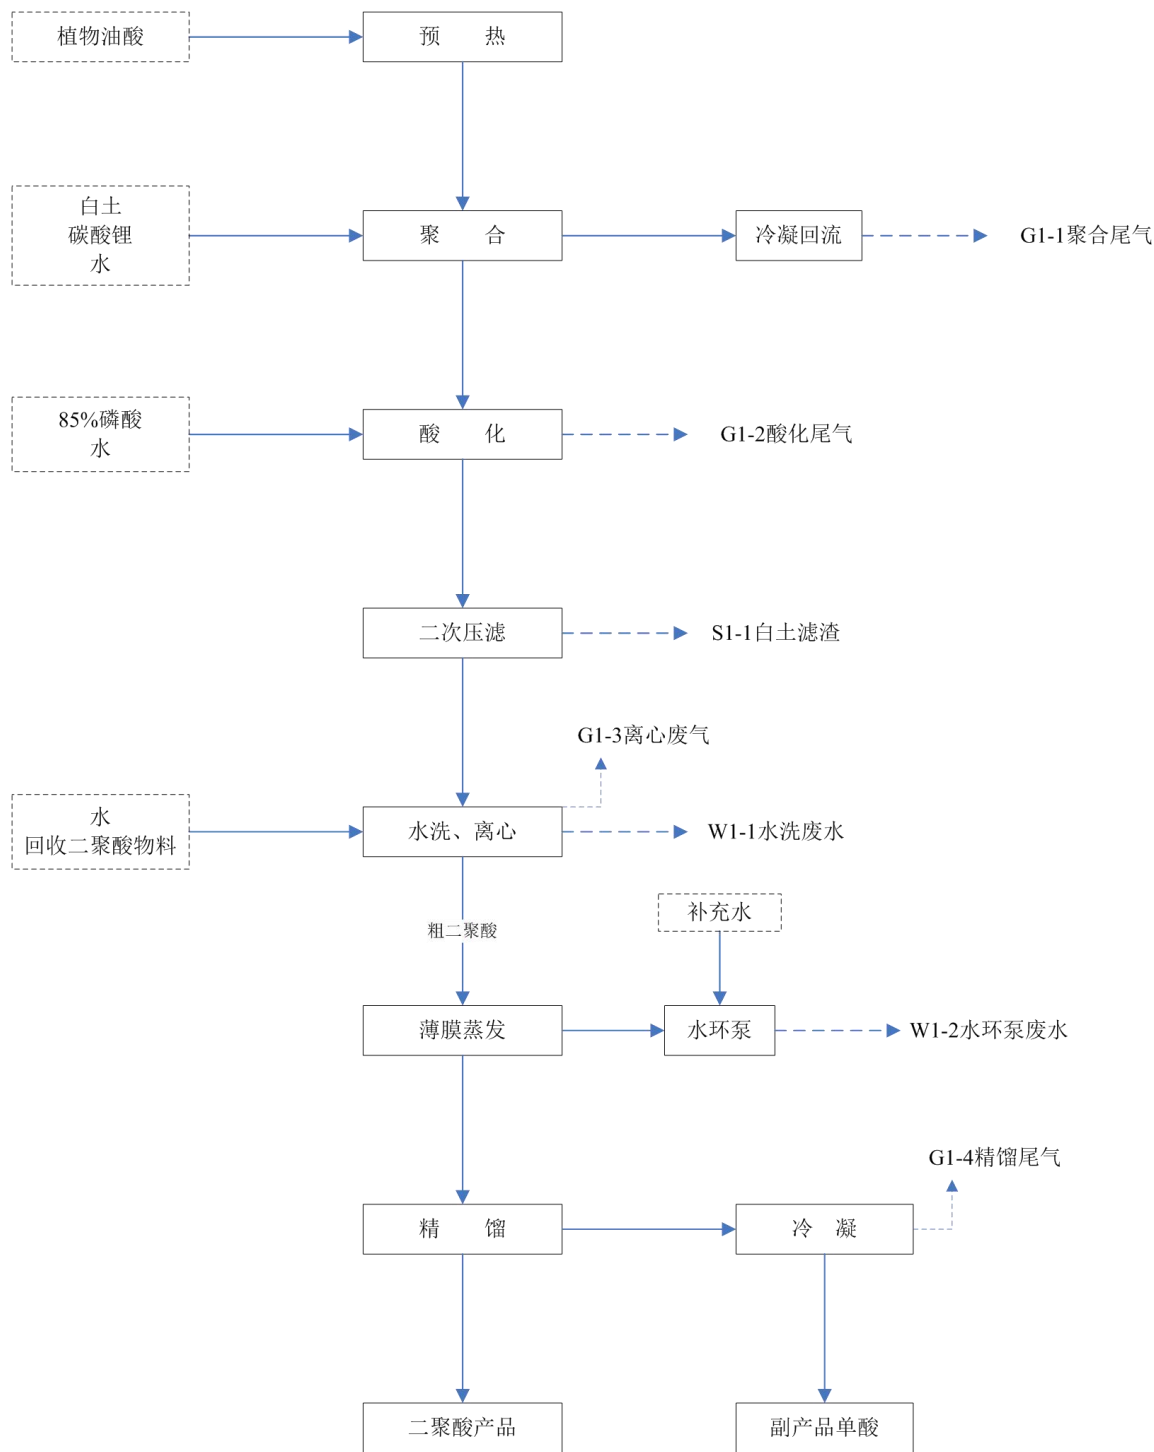 植物油酸
预 热
白土
碳酸锂
水
聚 合
冷凝回流
G1-1聚合尾气
85%磷酸
水
酸 化
G1-2酸化尾气
二次压滤
S1-1白土滤渣
G1-3离心废气
水
回收二聚酸物料
水洗、离心
W1-1水洗废水
粗二聚酸
补充水
薄膜蒸发
水环泵
W1-2水环泵废水
G1-4精馏尾气
精 馏
冷 凝
二聚酸产品
副产品单酸